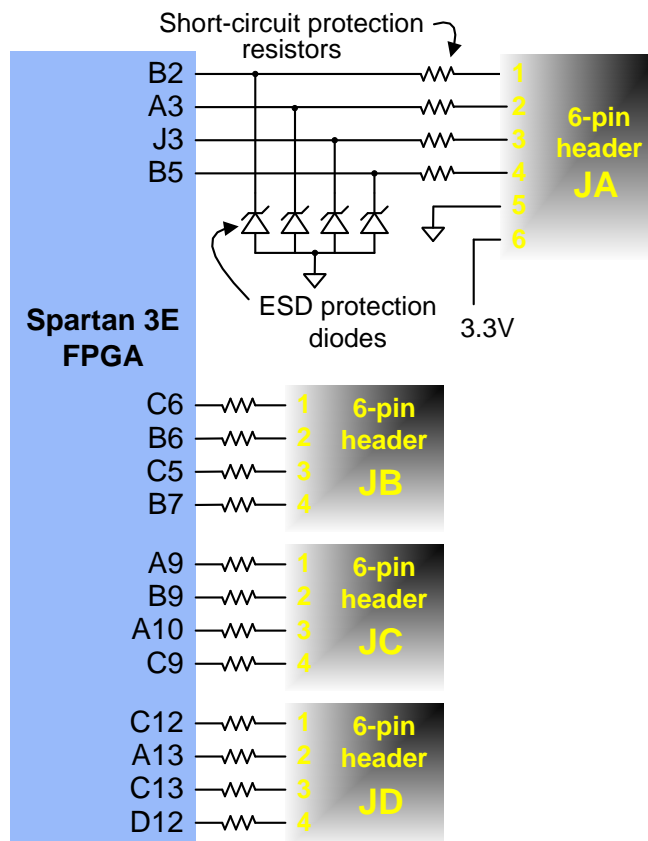 Short-circuit protection
resistors
B2
A3
J3
B5
1
2
3
4
5
6
6-pin
header
JA
3.3V
ESD protection
diodes
Spartan 3E
FPGA
C6
B6
C5
B7
1
2
3
4
6-pin
header
JB
A9
B9
A10
C9
1
2
3
4
6-pin
header
JC
C12
A13
C13
D12
1
2
3
4
6-pin
header
JD